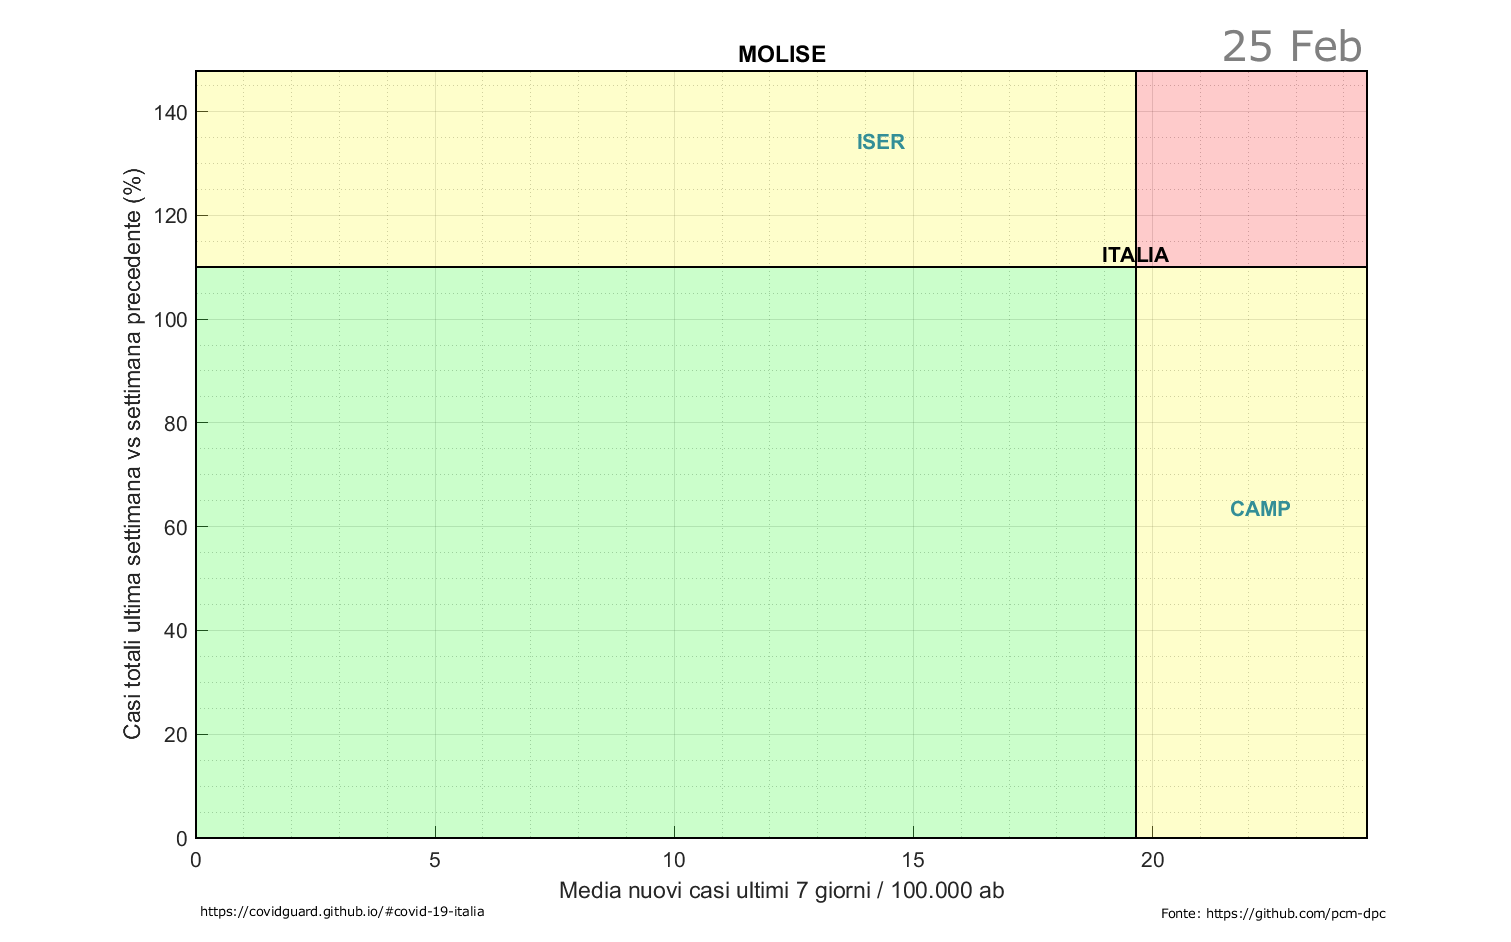 25 Feb
MOLISE
Casi totali ultima settimana vs settimana precedente (%)
140
120
100
80
60
40
20
0
ISER
ITALIA
CAMP
0 5 10 15 20
Media nuovi casi ultimi 7 giorni / 100.000 ab
https://covidguard.github.io/#covid-19-italia
Fonte: https://github.com/pcm-dpc